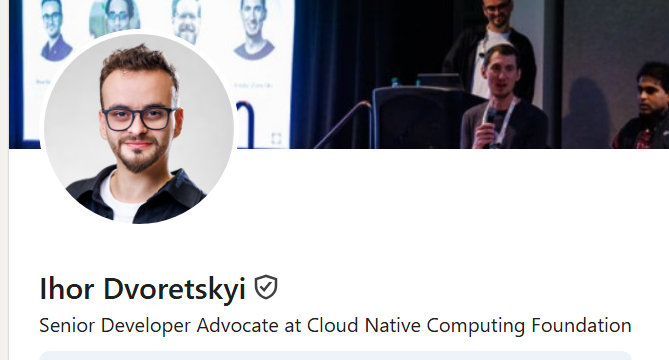 Ihor Dvoretskyi
Senior Developer Advocate at Cloud Native Computing Foundation